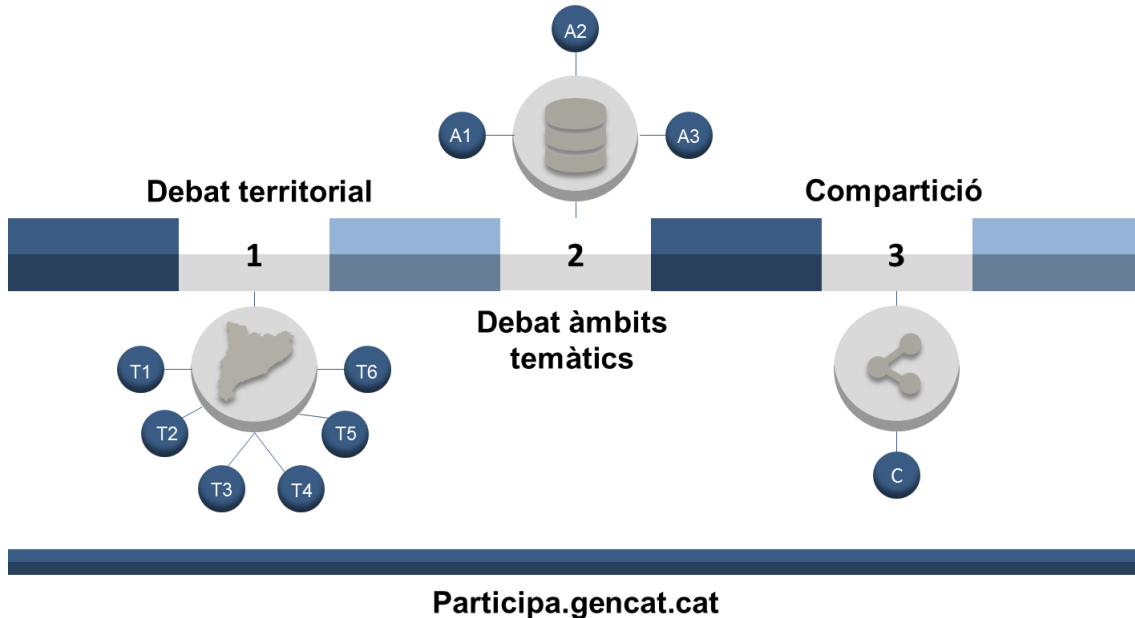 A2
A1
A3
Debat territorial
Compartició
1
2
3
Debat àmbits
temàtics
T1
T6
T2
T5
T3
T4
C
Participa.gencat.cat